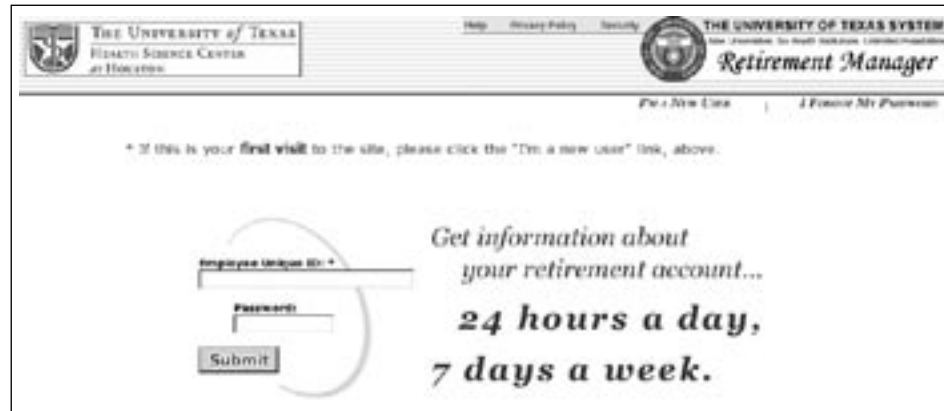 THE UNIVERSITY of TEXAS
HEALTH SCIENCE CENTER
AT HOUSTON
Help Privacy Policy Security
THE UNIVERSITY OF TEXAS SYSTEM
Retirement Manager
I'm a New User | I Forgot My Password
* If this is your first visit to the site, please click the "I'm a new user" link, above.
Employee Unique ID: *
Password:
Submit
Get information about
your retirement account...
24 hours a day,
7 days a week.